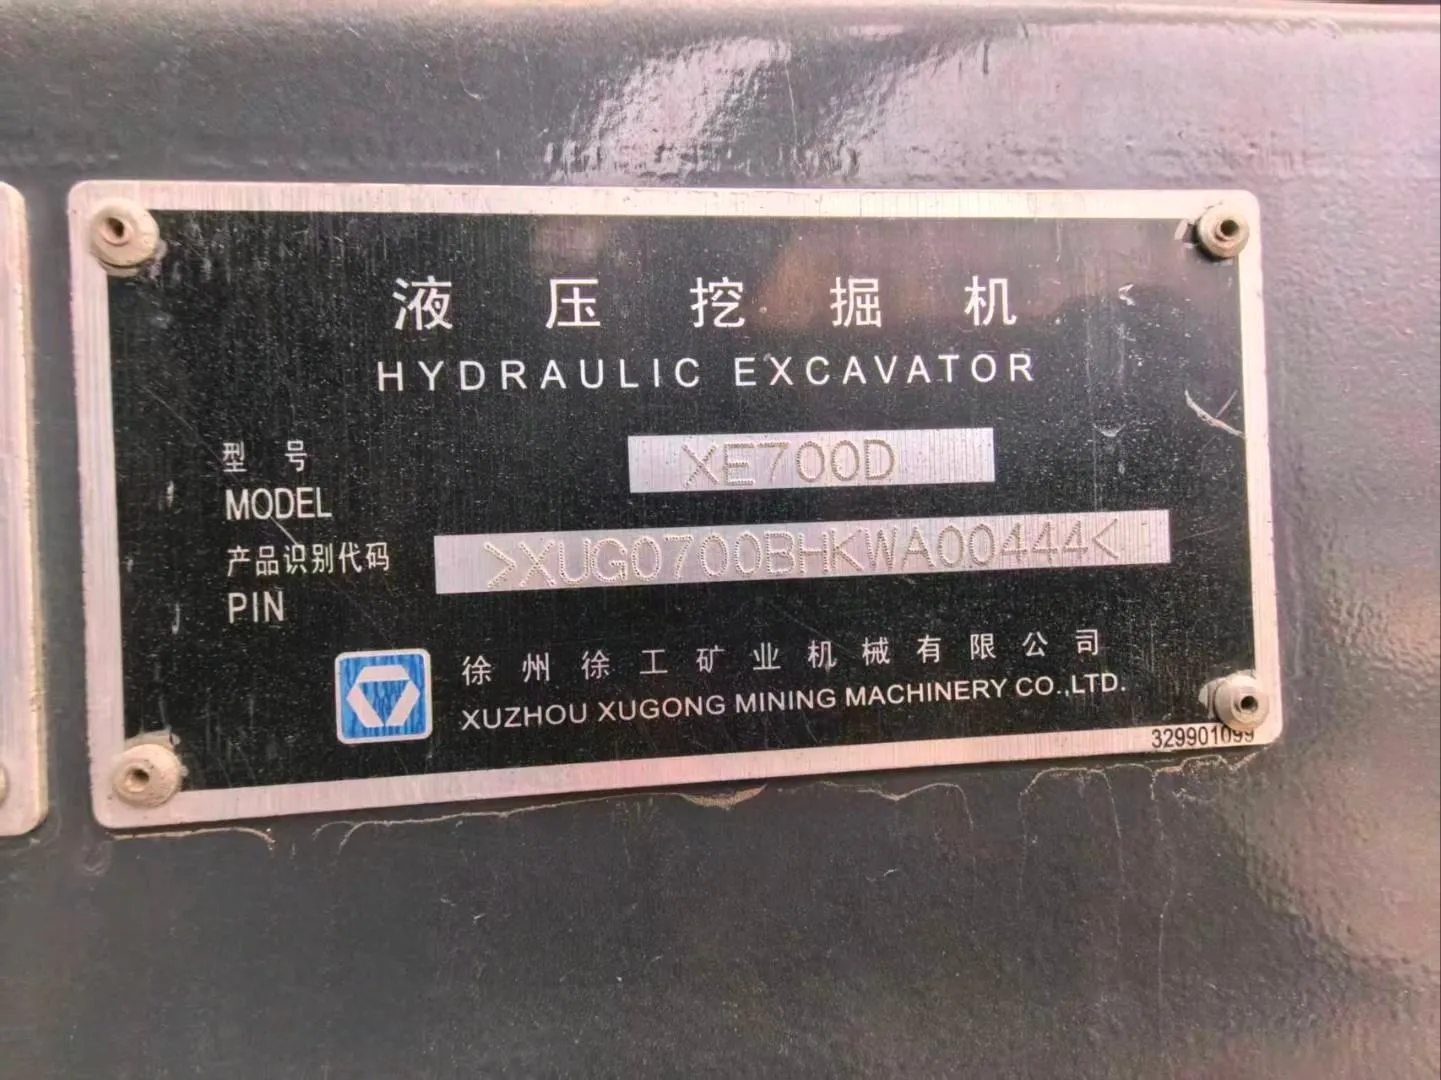 液压挖掘机
HYDRAULIC EXCAVATOR
型号 XE700D
MODEL
产品识别代码 >XUG0700BHKWA00444<
PIN
徐州徐工矿业机械有限公司
XUZHOU XUGONG MINING MACHINERY CO.,LTD.
329901099